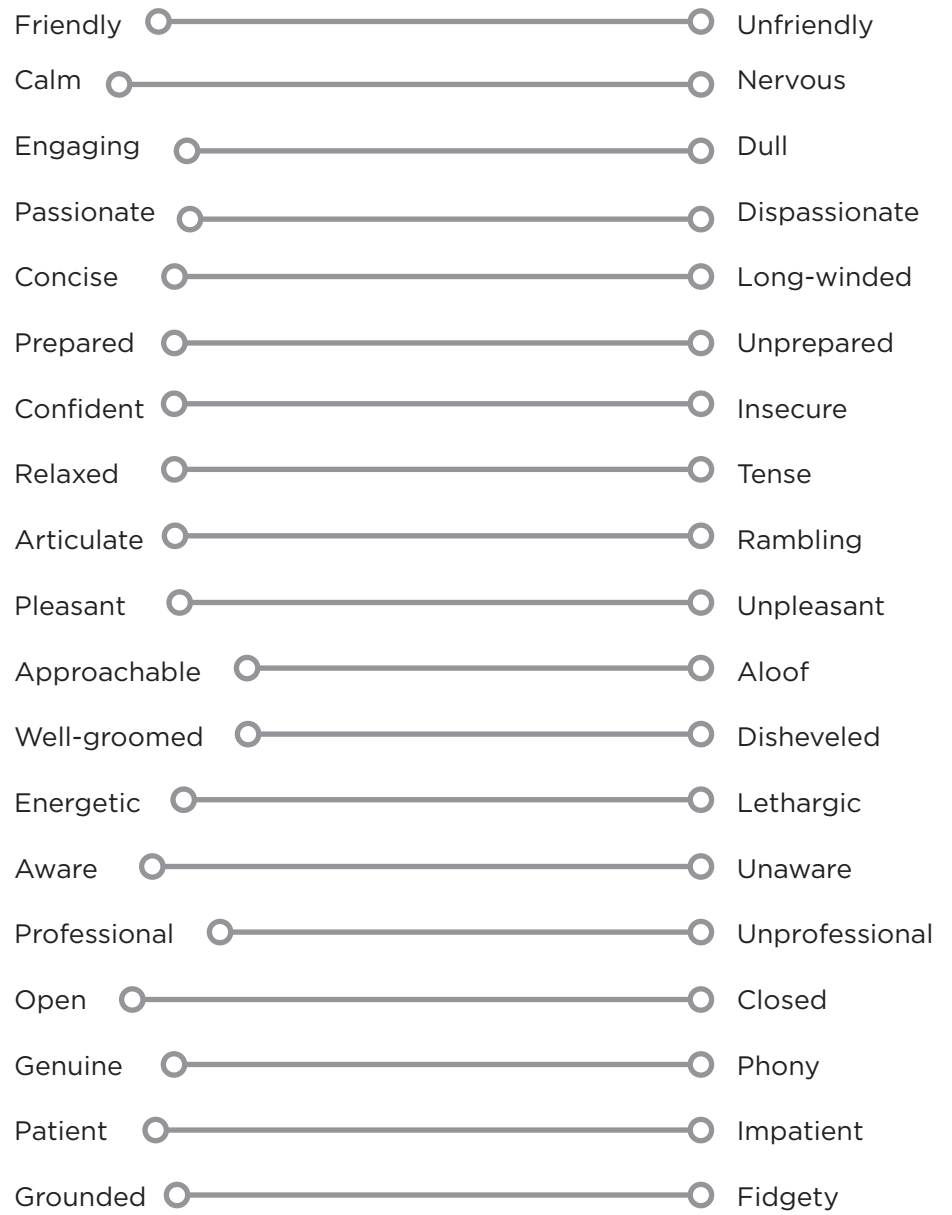 Friendly Unfriendly
Calm Nervous
Engaging Dull
Passionate Dispassionate
Concise Long-winded
Prepared Unprepared
Confident Insecure
Relaxed Tense
Articulate Rambling
Pleasant Unpleasant
Approachable Aloof
Well-groomed Disheveled
Energetic Lethargic
Aware Unaware
Professional Unprofessional
Open Closed
Genuine Phony
Patient Impatient
Grounded Fidgety